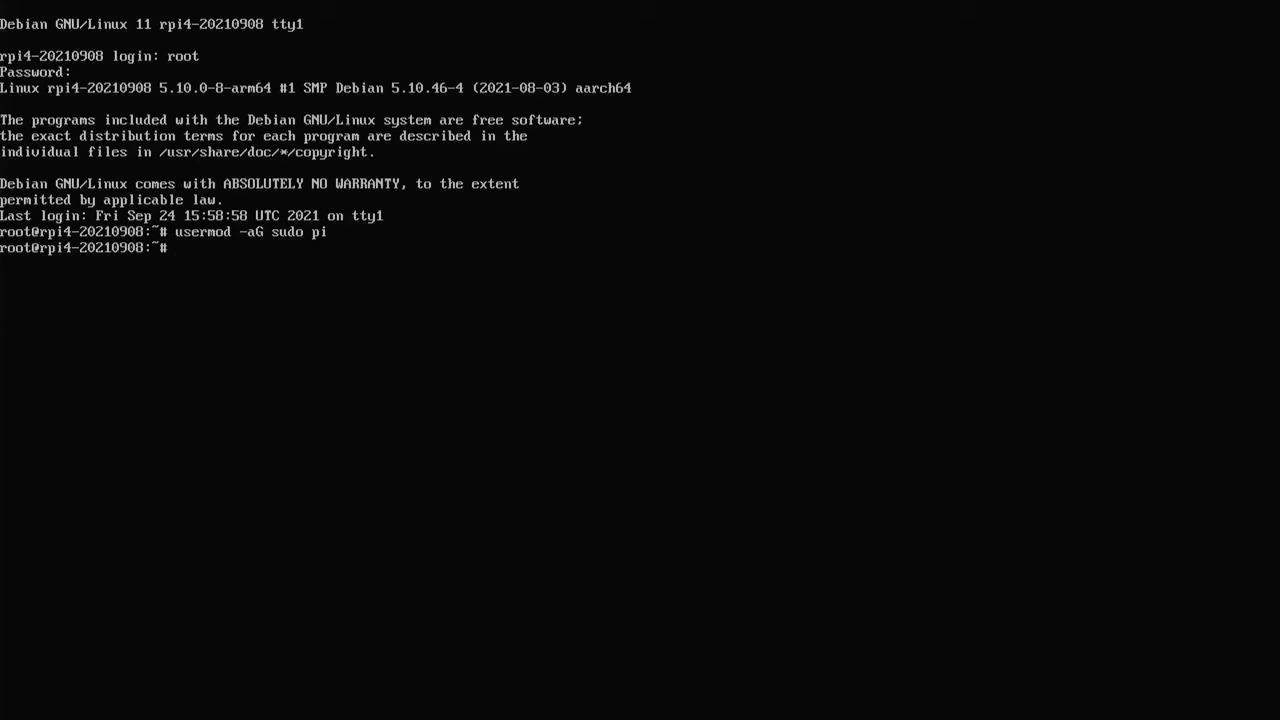 Debian GNU/Linux 11 rpi4-20210908 tty1
rpi4-20210908 login: root
Password:
Linux rpi4-20210908 5.10.0-8-arm64 #1 SMP Debian 5.10.46-4 (2021-08-03) aarch64
The programs included with the Debian GNU/Linux system are free software;
the exact distribution terms for each program are described in the
individual files in /usr/share/doc/*/copyright.
Debian GNU/Linux comes with ABSOLUTELY NO WARRANTY, to the extent
permitted by applicable law.
Last login: Fri Sep 24 15:58:58 UTC 2021 on tty1
root@rpi4-20210908:~# usermod -aG sudo pi
root@rpi4-20210908:~#